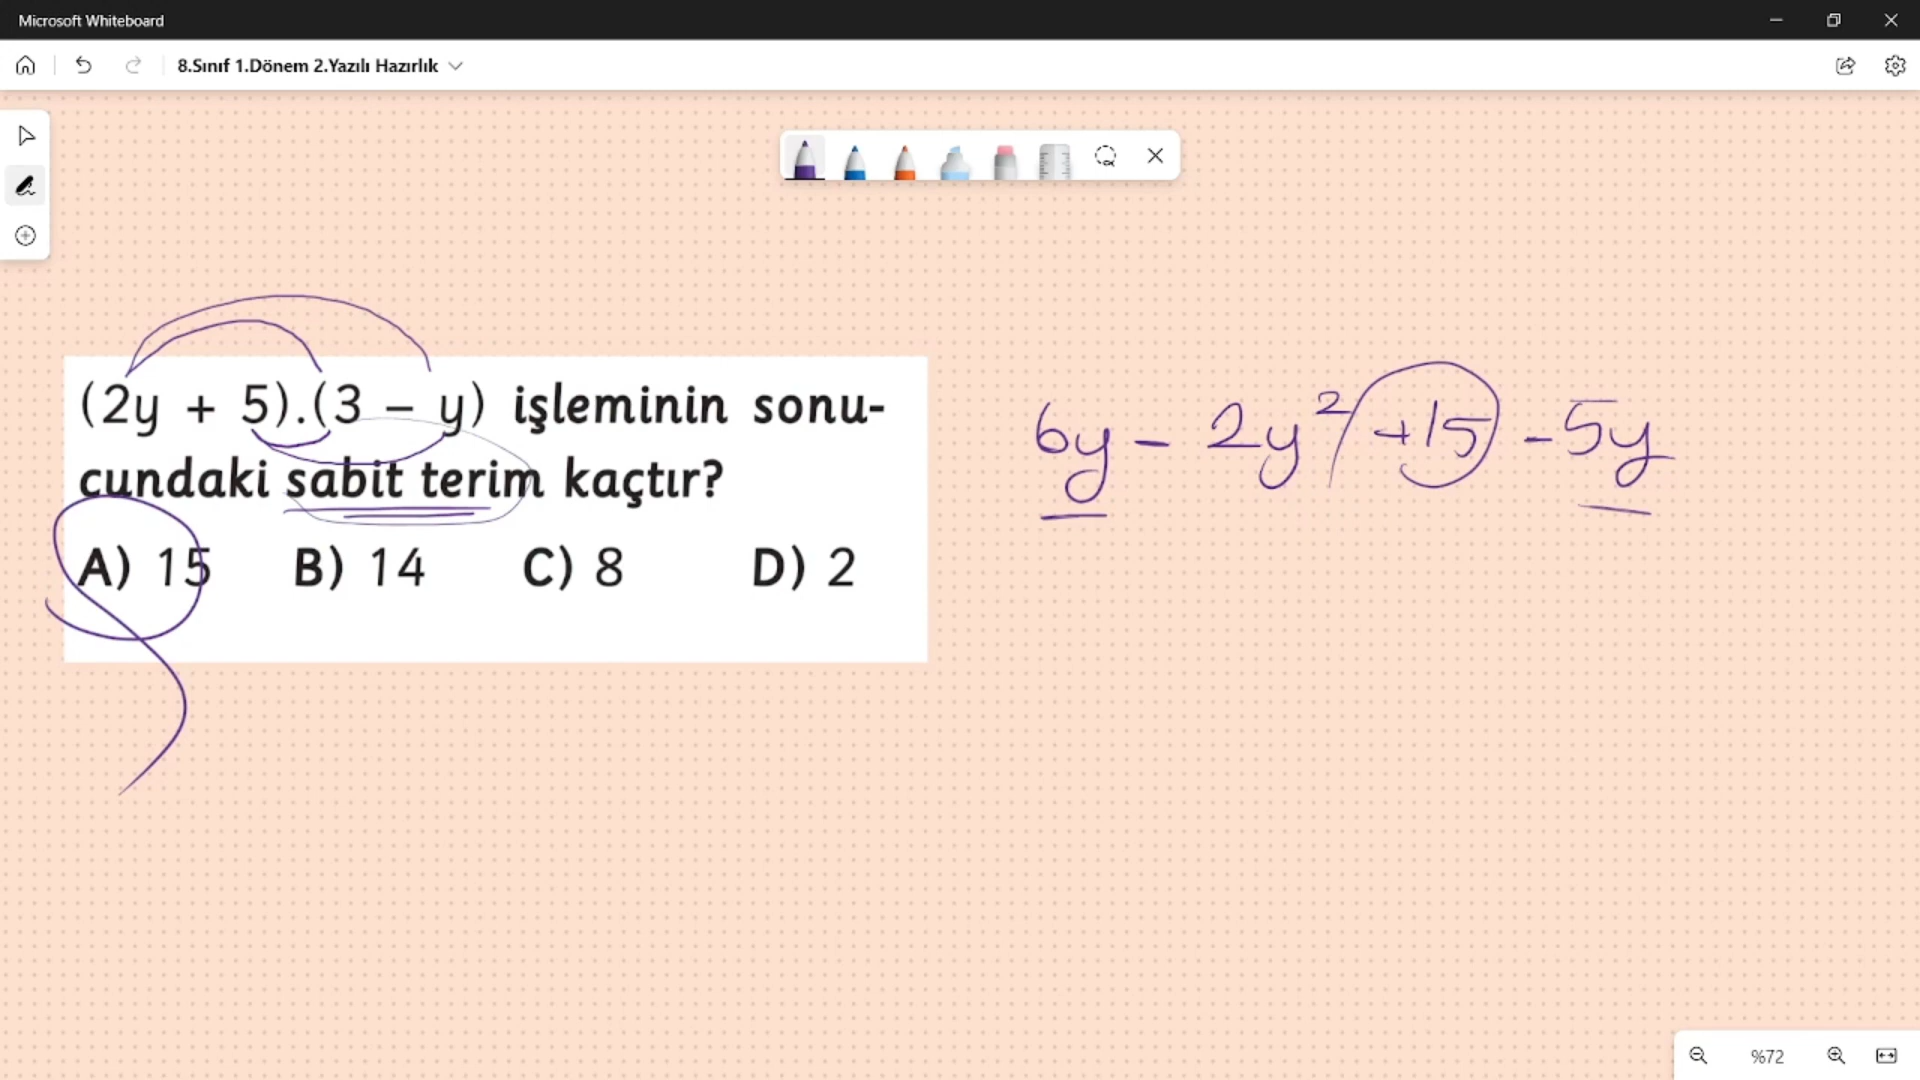 Microsoft Whiteboard
8.Sınıf 1.Dönem 2.Yazılı Hazırlık
(2y + 5).(3 – y) işleminin sonu-
cundaki sabit terim kaçtır?
A) 15 B) 14 C) 8 D) 2
6y - 2y² +15 -5y
%72